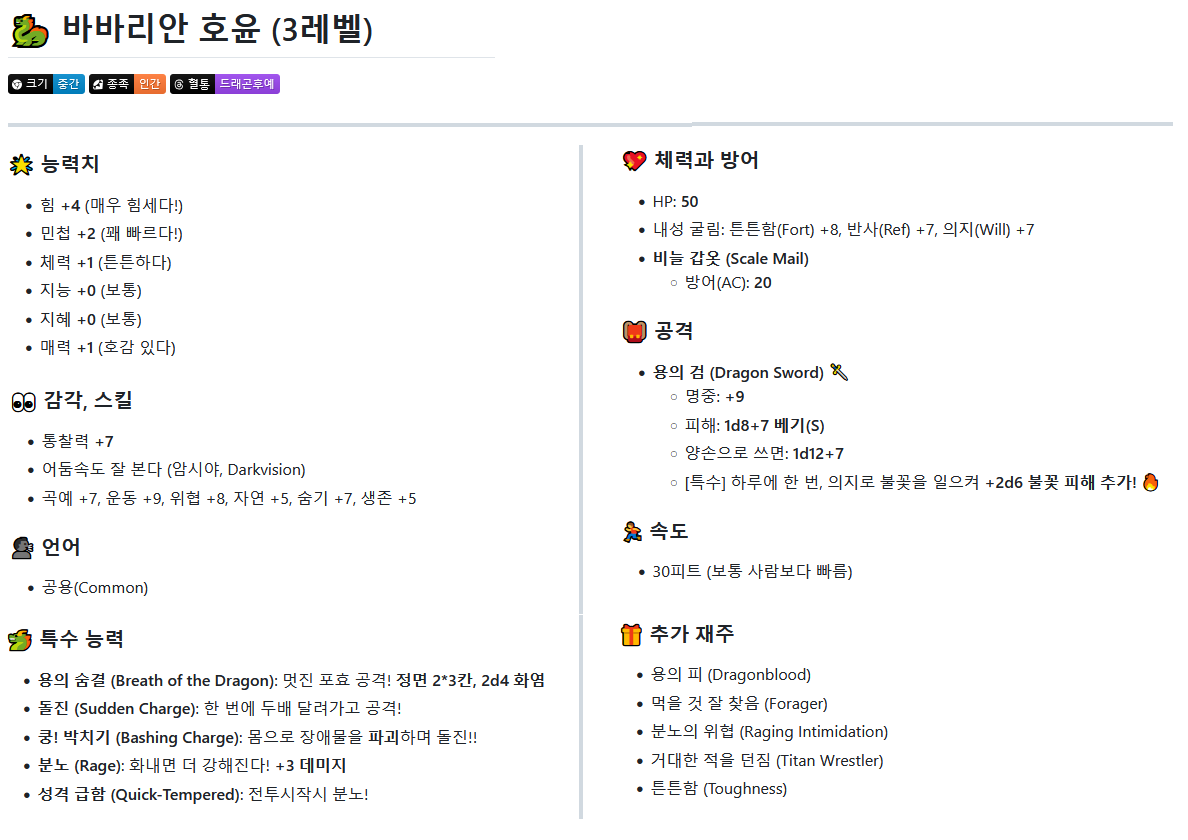 바바리안 호윤 (3레벨)
크기 중간 종족 인간 혈통 드래곤후예
능력치
힘 +4 (매우 힘세다!)
민첩 +2 (꽤 빠르다!)
체력 +1 (튼튼하다)
지능 +0 (보통)
지혜 +0 (보통)
매력 +1 (호감 있다)
감각, 스킬
통찰력 +7
어둠속도 잘 본다 (암시야, Darkvision)
곡예 +7, 운동 +9, 위협 +8, 자연 +5, 숨기 +7, 생존 +5
언어
공용(Common)
특수 능력
용의 숨결 (Breath of the Dragon): 멋진 포효 공격! 정면 2*3칸, 2d4 화염
돌진 (Sudden Charge): 한 번에 두배 달려가고 공격!
쿵! 박치기 (Bashing Charge): 몸으로 장애물을 파괴하며 돌진!!
분노 (Rage): 화내면 더 강해진다! +3 데미지
성격 급함 (Quick-Tempered): 전투시작시 분노!
체력과 방어
HP: 50
내성 굴림: 튼튼함(Fort) +8, 반사(Ref) +7, 의지(Will) +7
비늘 갑옷 (Scale Mail)
방어(AC): 20
공격
용의 검 (Dragon Sword)
명중: +9
피해: 1d8+7 베기(S)
양손으로 쓰면: 1d12+7
[특수] 하루에 한 번, 의지로 불꽃을 일으켜 +2d6 불꽃 피해 추가!
속도
30피트 (보통 사람보다 빠름)
추가 재주
용의 피 (Dragonblood)
먹을 것 잘 찾음 (Forager)
분노의 위협 (Raging Intimidation)
거대한 적을 던짐 (Titan Wrestler)
튼튼함 (Toughness)